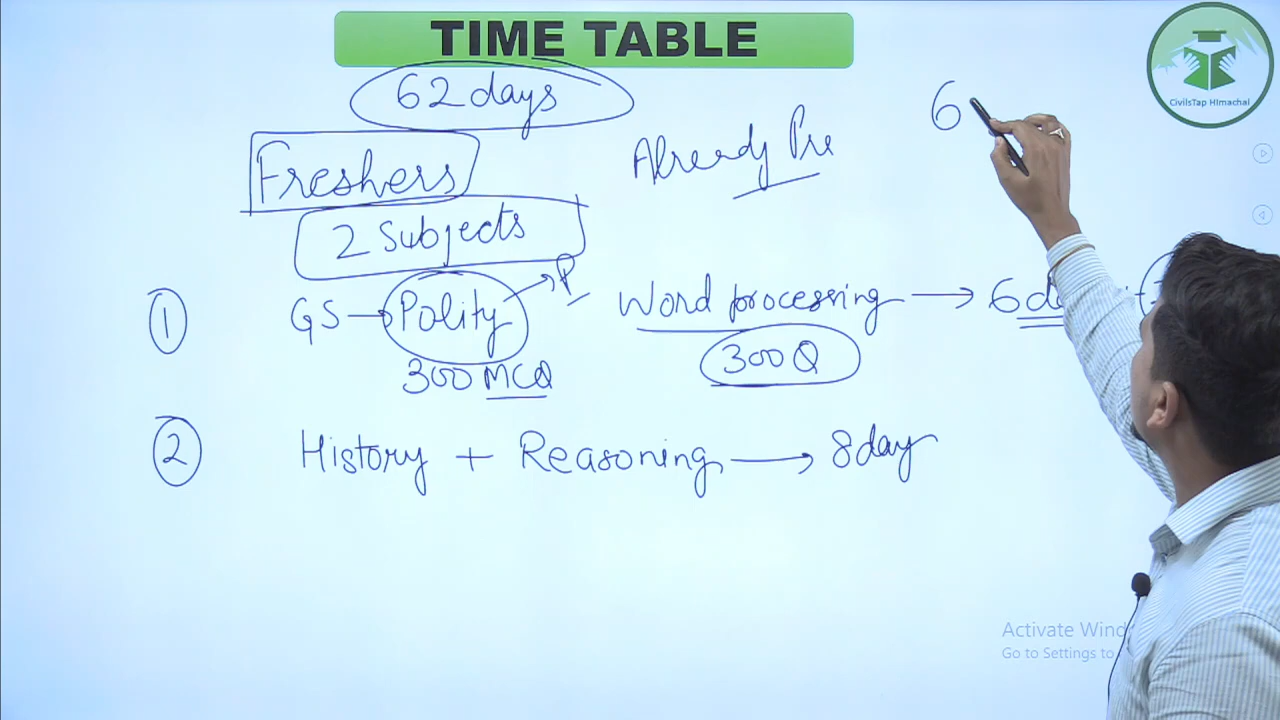 TIME TABLE
CivilsTap Himachal
62 days
6
Freshers
Already Pre
2 Subjects
① GS → Polity → P
Word processing → 6 da
300 MCQ
300 Q
② History + Reasoning → 8 day
Activate Wind
Go to Settings to